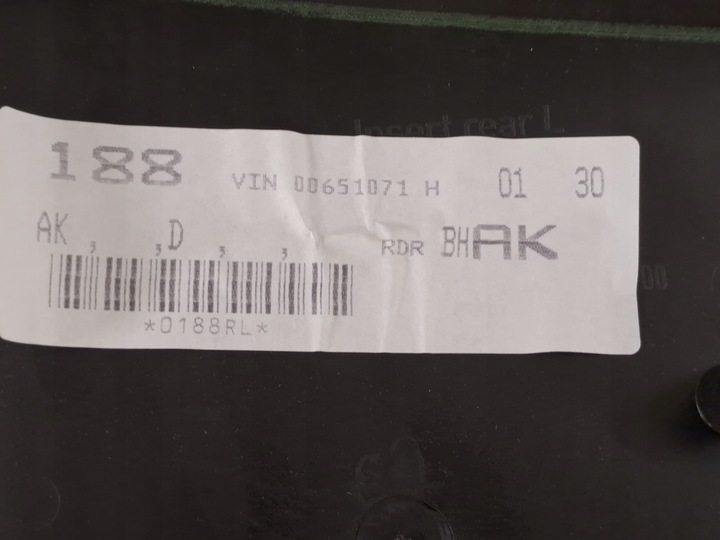 Insert rear L
188 VIN 00651071 H 01 30
AK , ,D , , RDR BHAK
*0188RL*